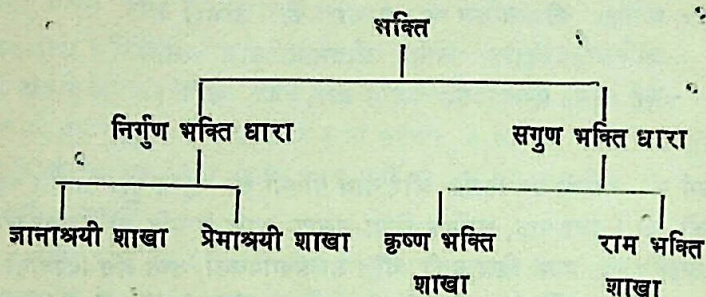 भक्ति
निर्गुण भक्ति धारा सगुण भक्ति धारा
ज्ञानाश्रयी शाखा प्रेमाश्रयी शाखा कृष्ण भक्ति राम भक्ति
शाखा शाखा